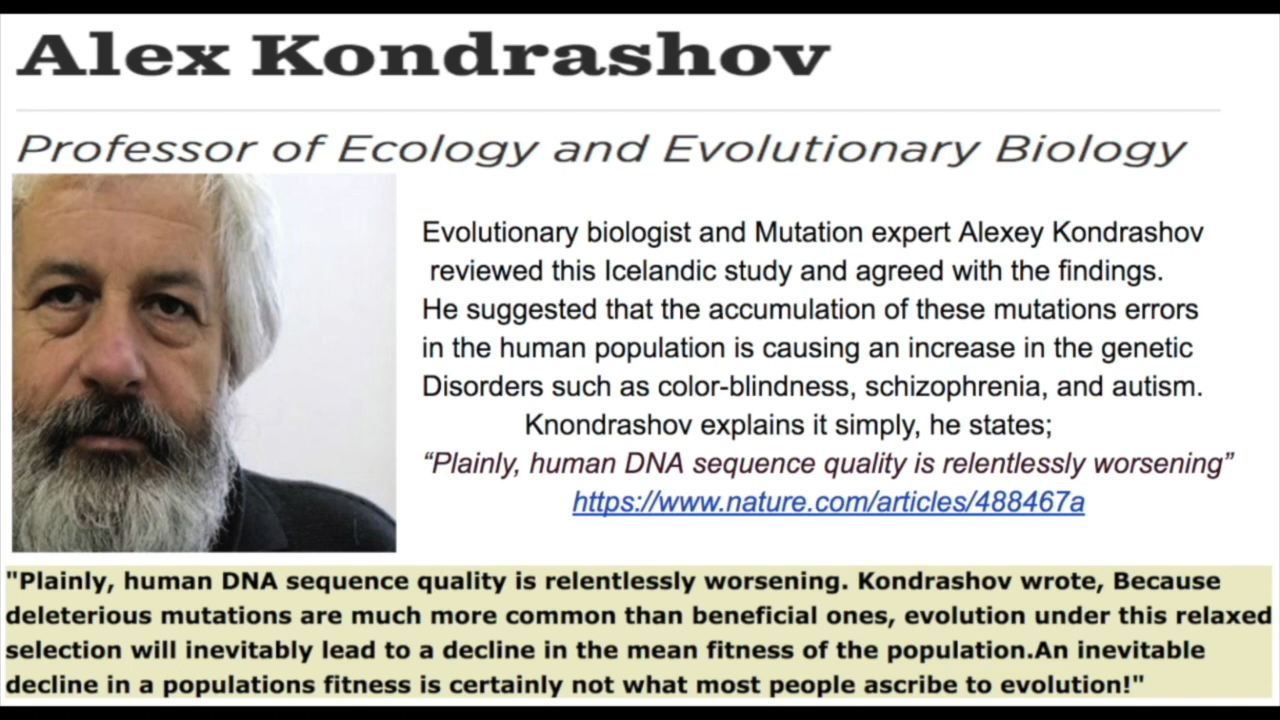 Alex Kondrashov
Professor of Ecology and Evolutionary Biology
Evolutionary biologist and Mutation expert Alexey Kondrashov
reviewed this Icelandic study and agreed with the findings.
He suggested that the accumulation of these mutations errors
in the human population is causing an increase in the genetic
Disorders such as color-blindness, schizophrenia, and autism.
Knondrashov explains it simply, he states;
“Plainly, human DNA sequence quality is relentlessly worsening”
https://www.nature.com/articles/488467a
"Plainly, human DNA sequence quality is relentlessly worsening. Kondrashov wrote, Because
deleterious mutations are much more common than beneficial ones, evolution under this relaxed
selection will inevitably lead to a decline in the mean fitness of the population.An inevitable
decline in a populations fitness is certainly not what most people ascribe to evolution!"